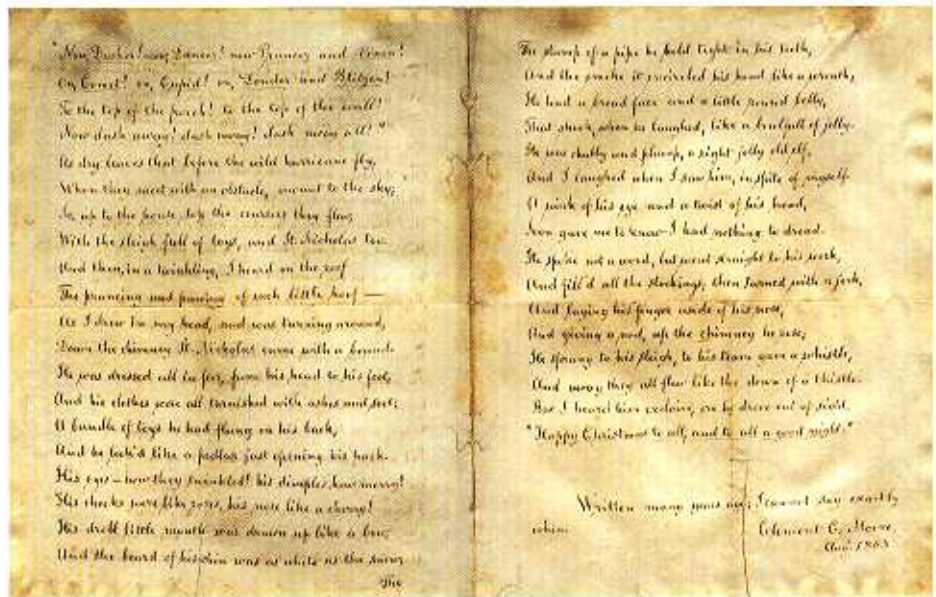 "Now, Dasher! now, Dancer! now Prancer and Vixen!
On, Comet! on, Cupid! on, Donder and Blitzen!
To the top of the porch! to the top of the wall!
Now dash away! dash away! dash away all!"
As dry leaves that before the wild hurricane fly,
When they meet with an obstacle, mount to the sky;
So, up to the house-top the coursers they flew,
With the sleigh full of toys, and St. Nicholas too.
And then, in a twinkling, I heard on the roof
The prancing and pawing of each little hoof —
As I drew in my head, and was turning around,
Down the chimney St. Nicholas came with a bound.
He was dressed all in fur, from his head to his foot,
And his clothes were all tarnished with ashes and soot;
A bundle of toys he had flung on his back,
And he look'd like a pedlar just opening his pack.
His eyes — how they twinkled! his dimples how merry!
His cheeks were like roses, his nose like a cherry!
His droll little mouth was drawn up like a bow,
And the beard of his chin was as white as the snow;
The
The stump of a pipe he held tight in his teeth,
And the smoke it encircled his head like a wreath;
He had a broad face and a little round belly,
That shook, when he laughed, like a bowlfull of jelly.
He was chubby and plump, a right jolly old elf,
And I laughed when I saw him, in spite of myself.
A wink of his eye and a twist of his head,
Soon gave me to know I had nothing to dread.
He spoke not a word, but went straight to his work,
And fill'd all the stockings; then turned with a jerk,
And laying his finger aside of his nose,
And giving a nod, up the chimney he rose;
He sprang to his sleigh, to his team gave a whistle,
And away they all flew like the down of a thistle.
But I heard him exclaim, ere he drove out of sight,
"Happy Christmas to all, and to all a good night."
Written many years ago; I cannot say exactly
when.
Clement C. Moore.
1863